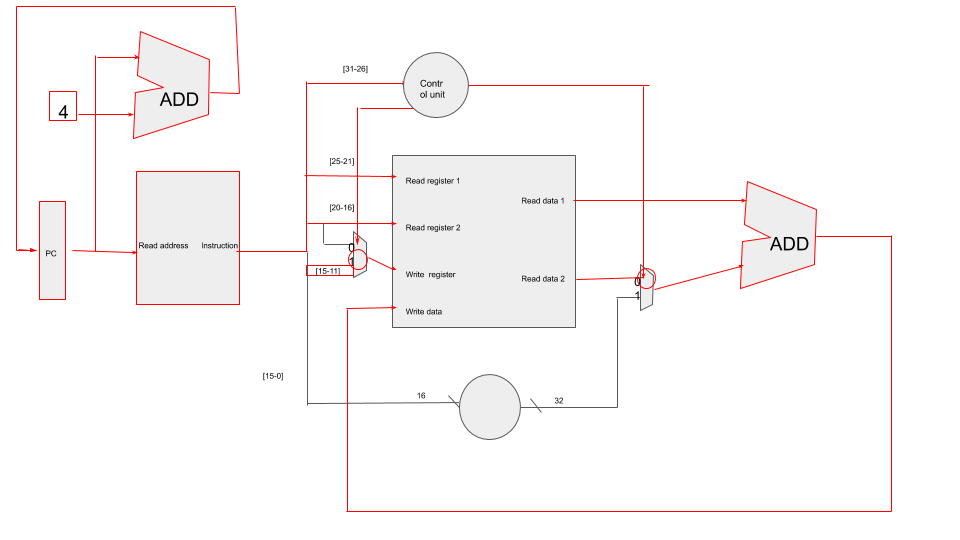 [31-26]
Contr
ol unit
ADD
4
[25-21]
Read register 1
Read data 1
[20-16]
Read register 2
ADD
Read address
Instruction
0
PC
1
[15-11]
Write register
Read data 2
0
1
Write data
[15-0]
16
32